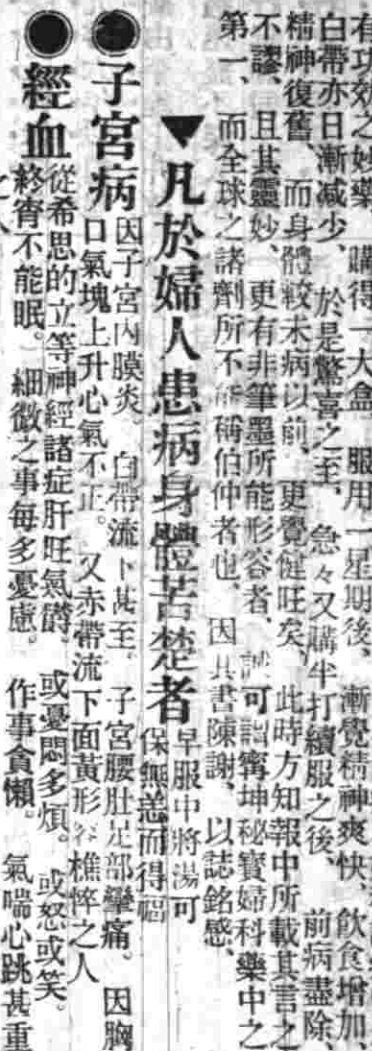 有功效之妙藥、購得一大盒、服用一星期後、漸覺精神爽快、飲食增加、
白帶亦日漸減少、於是驚喜之至、急々又購半打續服之後、前病盡除、
精神復舊、而身體較未病以前、更覺健旺矣、此時方知報中所載其言之
不謬、且其靈妙、更有非筆墨所能形容者、誠可謂寗坤秘寶婦科藥中之
第一、而全球之諸劑所不能稱伯仲者也、因具書陳謝、以誌銘感、
▼凡於婦人患病身體苦楚者
早服中將湯可
保無恙而得福
子宮病
因子宮內膜炎。白帶流下甚至。子宮腰肚足部攣痛。因胸
口氣塊上升心氣不正。又赤帶流下面黃形容樵悴之人
經血
從希思的立等神經諸症肝旺氣欝。或憂悶多煩。或怒或笑。
終宵不能眠。細微之事每多憂慮。作事貪懶。氣喘心跳甚重
之人